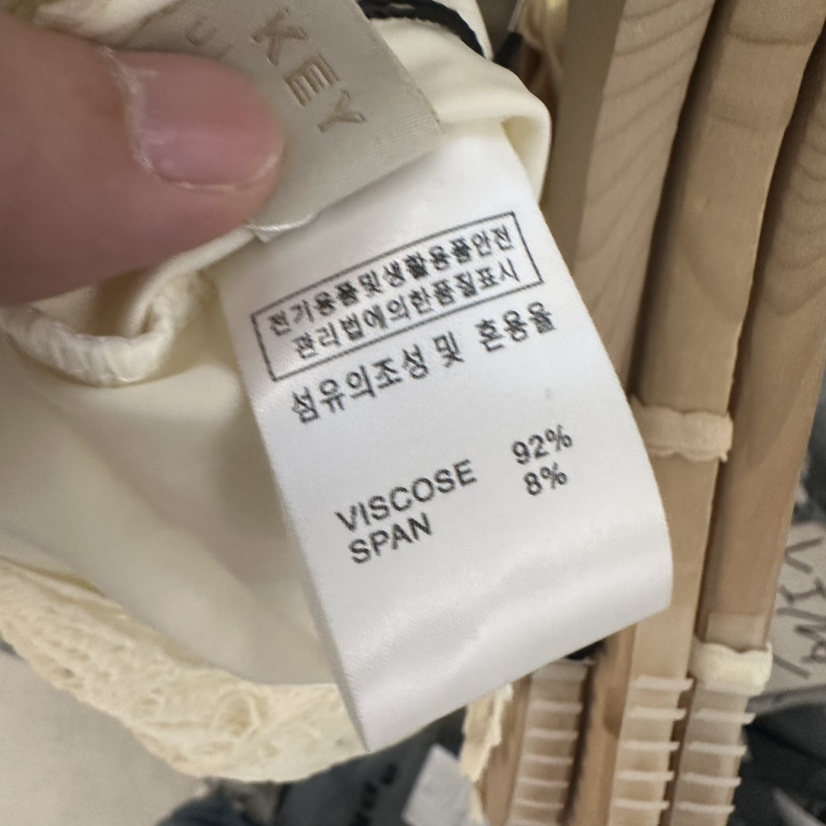 KEY
전기용품및생활용품안전
관리법에의한품질표시
섬유의조성 및 혼용율
VISCOSE 92%
SPAN 8%